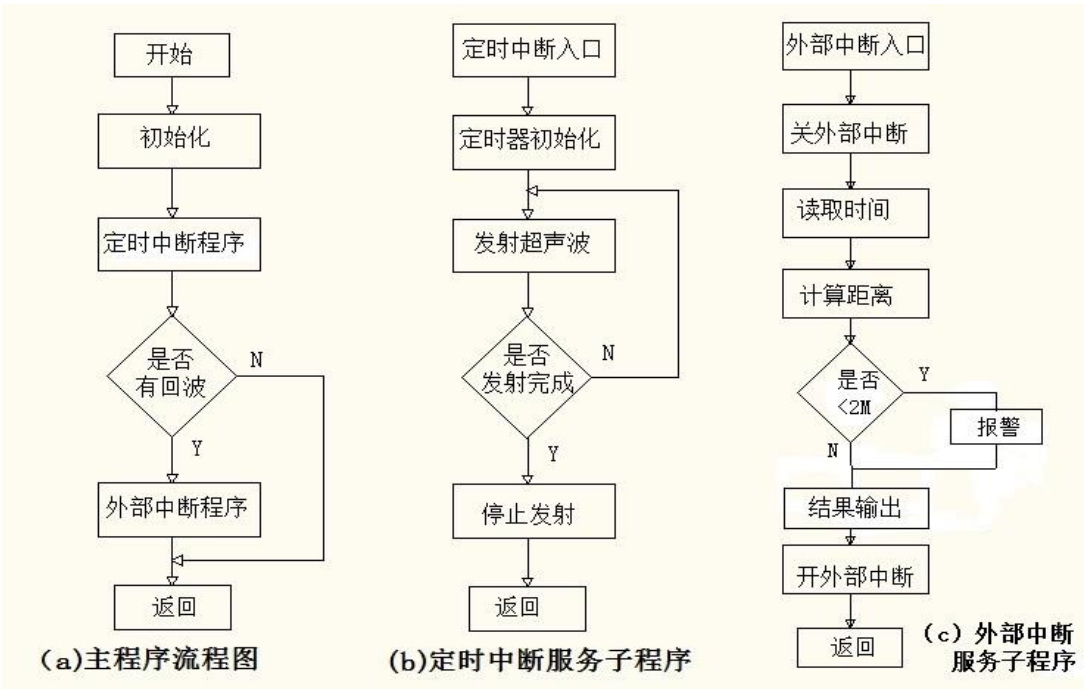 开始
初始化
定时中断程序
是否
有回波
N
Y
外部中断程序
返回
(a)主程序流程图
定时中断入口
定时器初始化
发射超声波
是否
发射完成
N
Y
停止发射
返回
(b)定时中断服务子程序
外部中断入口
关外部中断
读取时间
计算距离
是否
<2M
Y
报警
N
结果输出
开外部中断
返回
(c) 外部中断
服务子程序